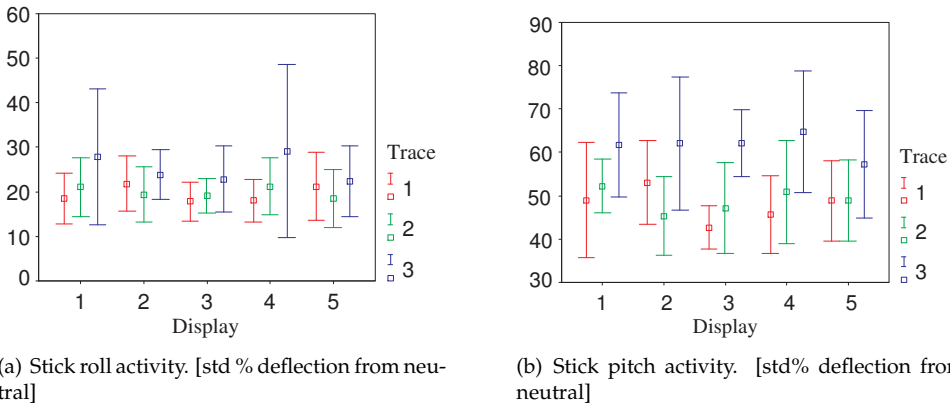 60
50
40
30
20
10
0
1 2 3 4 5
Display
Trace
1
2
3
(a) Stick roll activity. [std % deflection from neu-
tral]
90
80
70
60
50
40
30
1 2 3 4 5
Display
Trace
1
2
3
(b) Stick pitch activity. [std% deflection from
neutral]